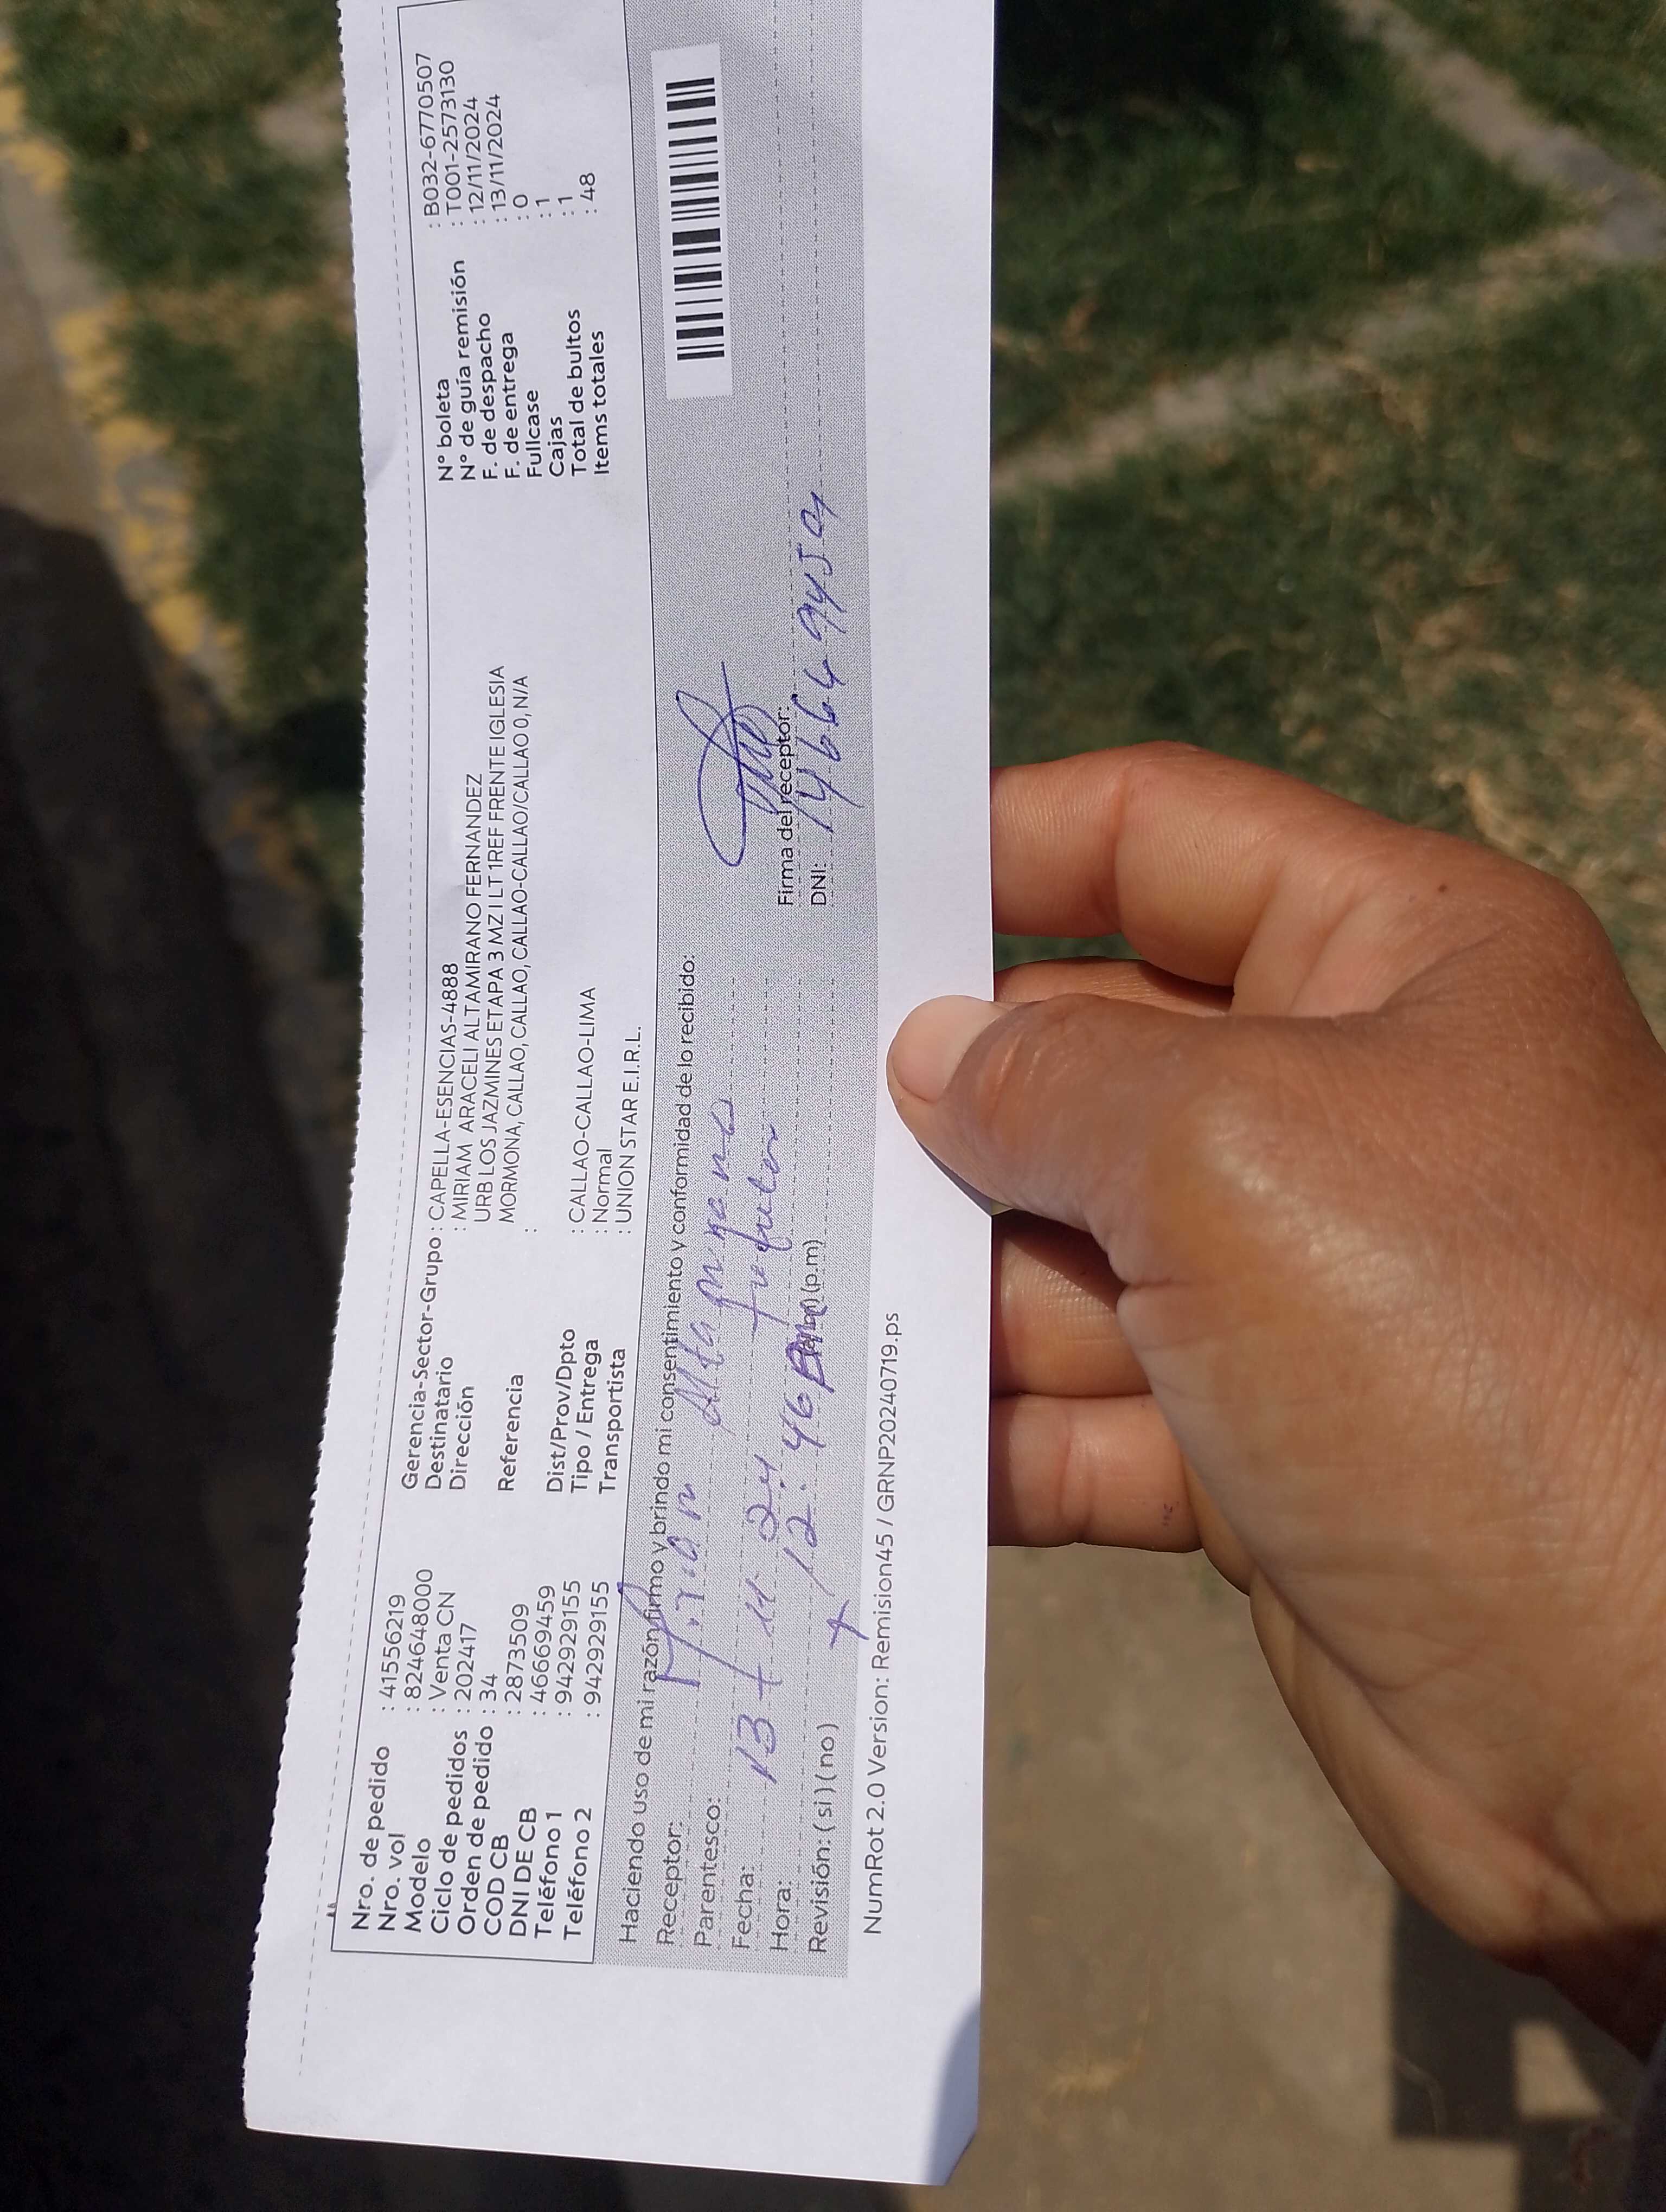 Nro. de pedido : 41556219
Nro. vol : 824648000
Modelo : Venta CN
Ciclo de pedidos : 202417
Orden de pedido : 34
COD CB : 2873509
DNI DE CB : 46669459
Teléfono 1 : 942929155
Teléfono 2 : 942929155
Gerencia-Sector-Grupo : CAPELLA-ESENCIAS-4888
Destinatario : MIRIAM ARACELI ALTAMIRANO FERNANDEZ
Dirección URB LOS JAZMINES ETAPA 3 MZ I LT 1REF FRENTE IGLESIA
MORMONA, CALLAO, CALLAO, CALLAO-CALLAO/CALLAO 0, N/A
Referencia :
Dist/Prov/Dpto : CALLAO-CALLAO-LIMA
Tipo / Entrega : Normal
Transportista : UNION STAR E.I.R.L.
N° boleta : B032-6770507
N° de guía remisión : T001-2573130
F. de despacho : 12/11/2024
F. de entrega : 13/11/2024
Fullcase : 0
Cajas : 1
Total de bultos : 1
Items totales : 48
Haciendo uso de mi razón firmo y brindo mi consentimiento y conformidad de lo recibido:
Receptor: Altamirano
Parentesco:
Fecha: 13 11 24
Hora: 12:46 (p.m)
Revisión: (si) (no)
Firma del receptor:
DNI:
NumRot 2.0 Version: Remision45 / GRNP20240719.ps